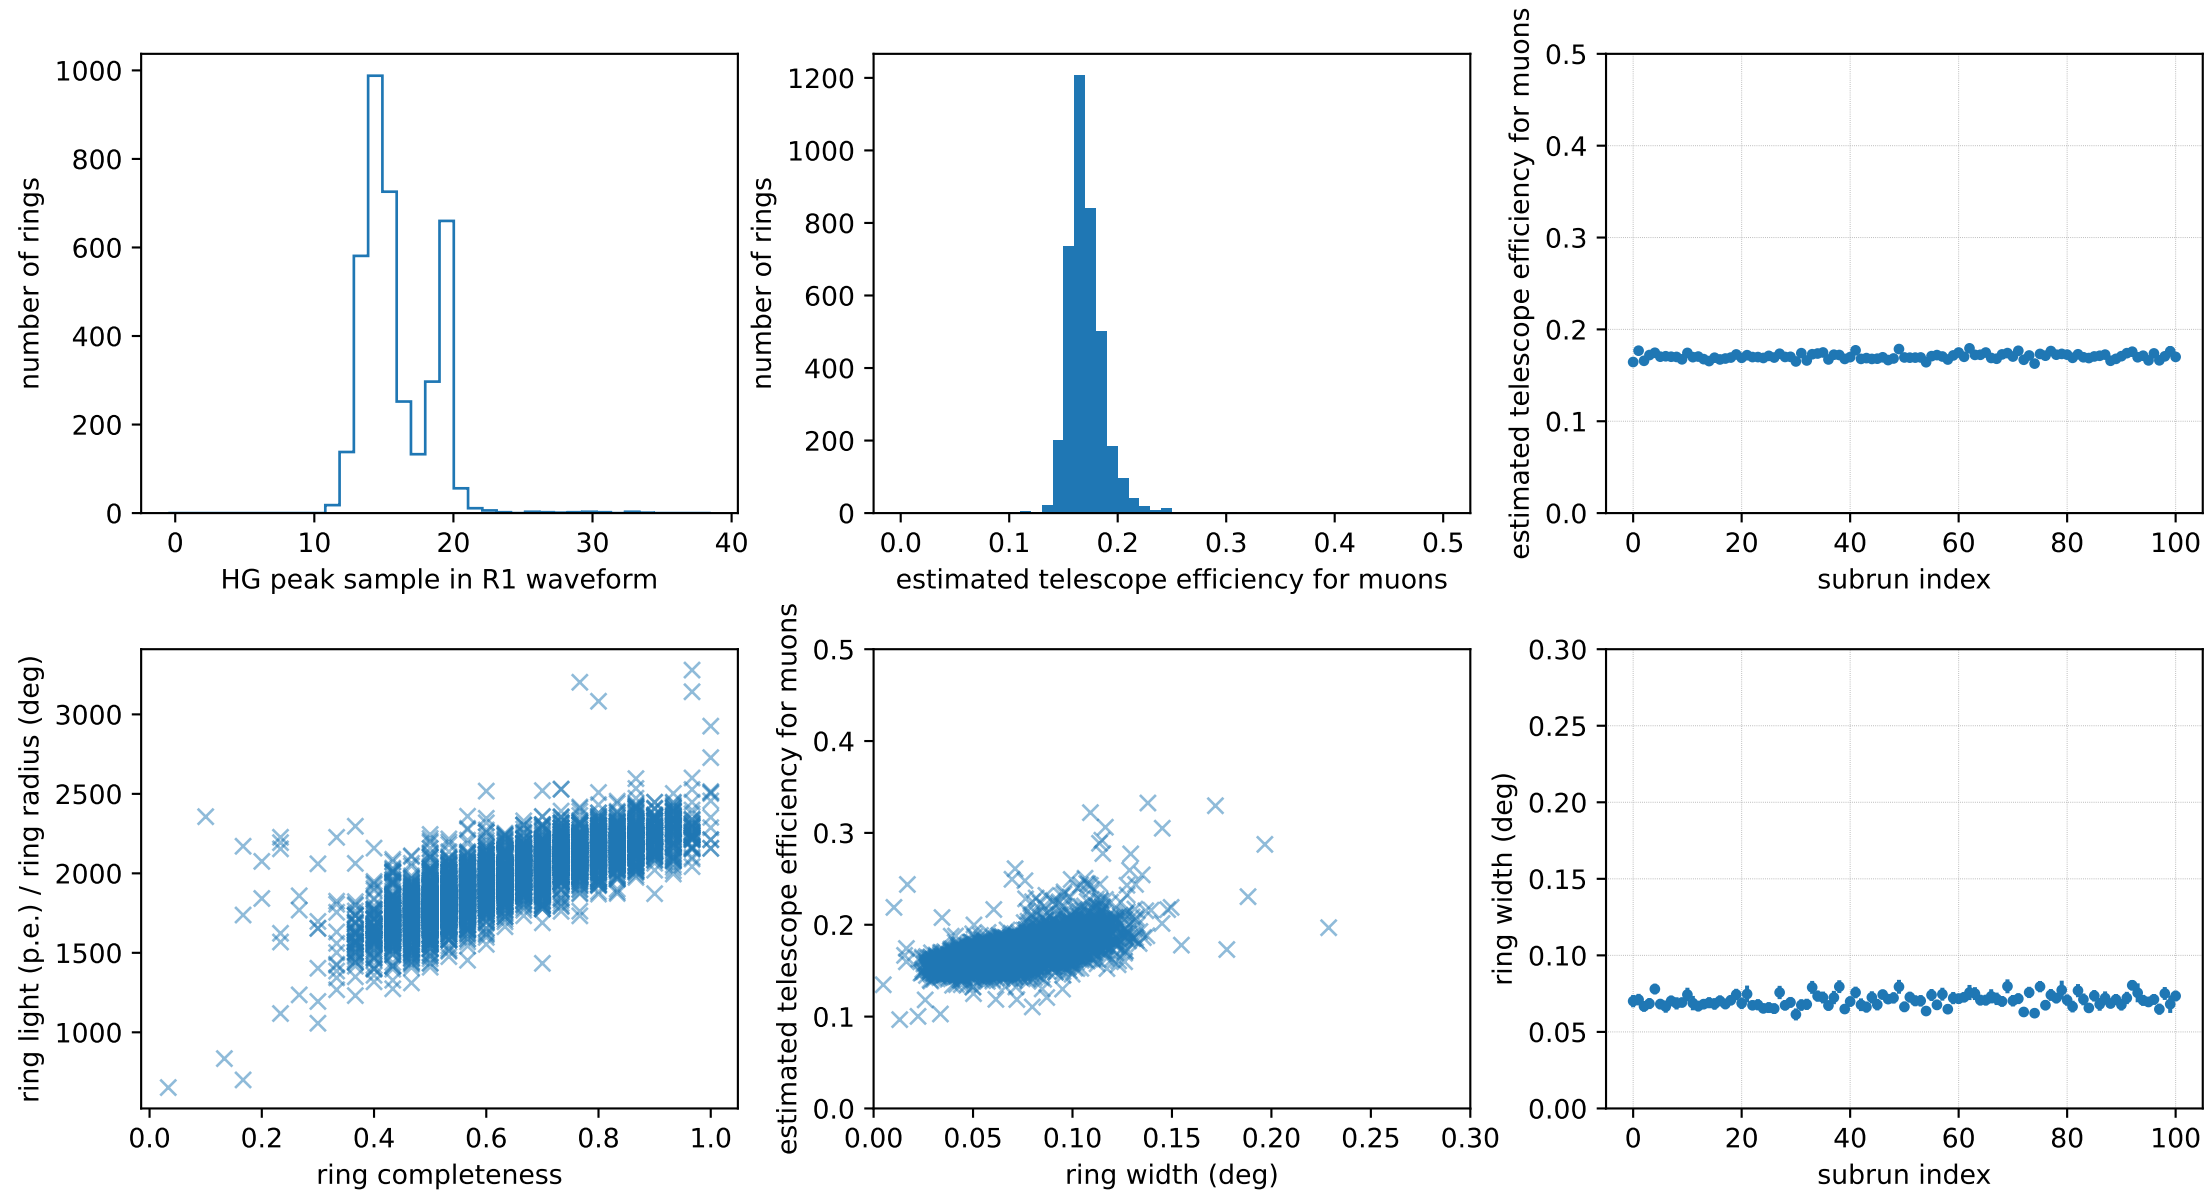 1000
800
600
400
200
0
number of rings
0 10 20 30 40
HG peak sample in R1 waveform
1200
1000
800
600
400
200
0
number of rings
0.0 0.1 0.2 0.3 0.4 0.5
estimated telescope efficiency for muons
0.5
0.4
0.3
0.2
0.1
0.0
estimated telescope efficiency for muons
0 20 40 60 80 100
subrun index
3000
2500
2000
1500
1000
ring light (p.e.) / ring radius (deg)
0.0 0.2 0.4 0.6 0.8 1.0
ring completeness
0.5
0.4
0.3
0.2
0.1
0.0
estimated telescope efficiency for muons
0.00 0.05 0.10 0.15 0.20 0.25 0.30
ring width (deg)
0.30
0.25
0.20
0.15
0.10
0.05
0.00
ring width (deg)
0 20 40 60 80 100
subrun index